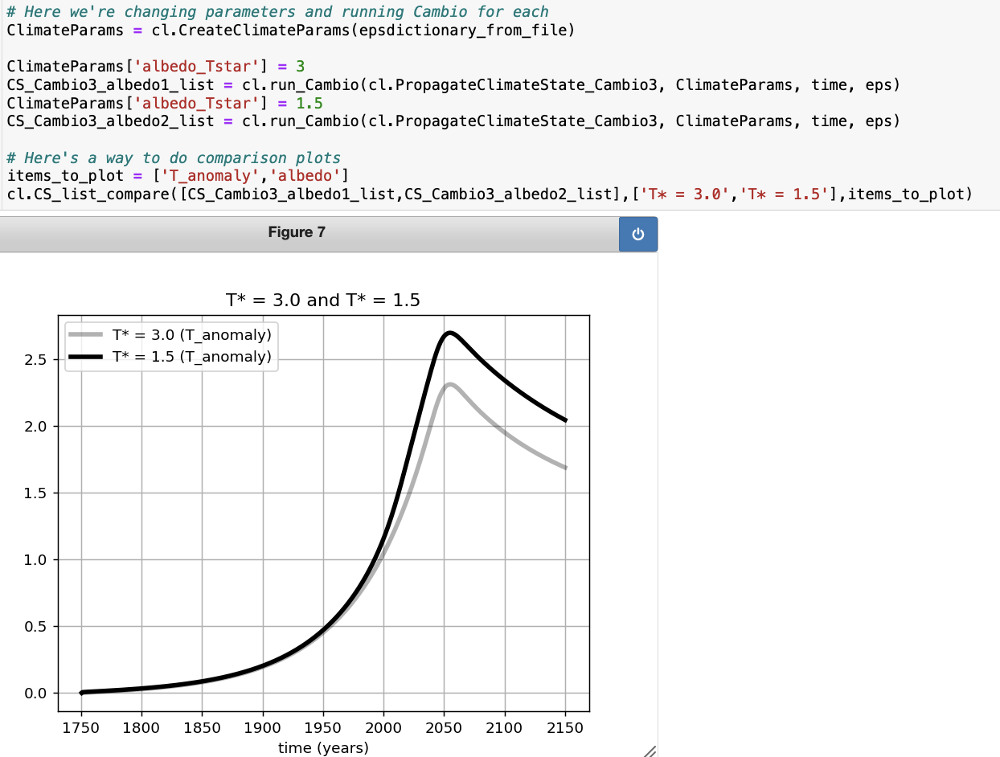 # Here we're changing parameters and running Cambio for each
ClimateParams = cl.CreateClimateParams(epsdictionary_from_file)
ClimateParams['albedo_Tstar'] = 3
CS_Cambio3_albedo1_list = cl.run_Cambio(cl.PropagateClimateState_Cambio3, ClimateParams, time, eps)
ClimateParams['albedo_Tstar'] = 1.5
CS_Cambio3_albedo2_list = cl.run_Cambio(cl.PropagateClimateState_Cambio3, ClimateParams, time, eps)
# Here's a way to do comparison plots
items_to_plot = ['T_anomaly','albedo']
cl.CS_list_compare([CS_Cambio3_albedo1_list,CS_Cambio3_albedo2_list],['T* = 3.0','T* = 1.5'],items_to_plot)
Figure 7
T* = 3.0 and T* = 1.5
T* = 3.0 (T_anomaly)
T* = 1.5 (T_anomaly)
2.5
2.0
1.5
1.0
0.5
0.0
1750 1800 1850 1900 1950 2000 2050 2100 2150
time (years)